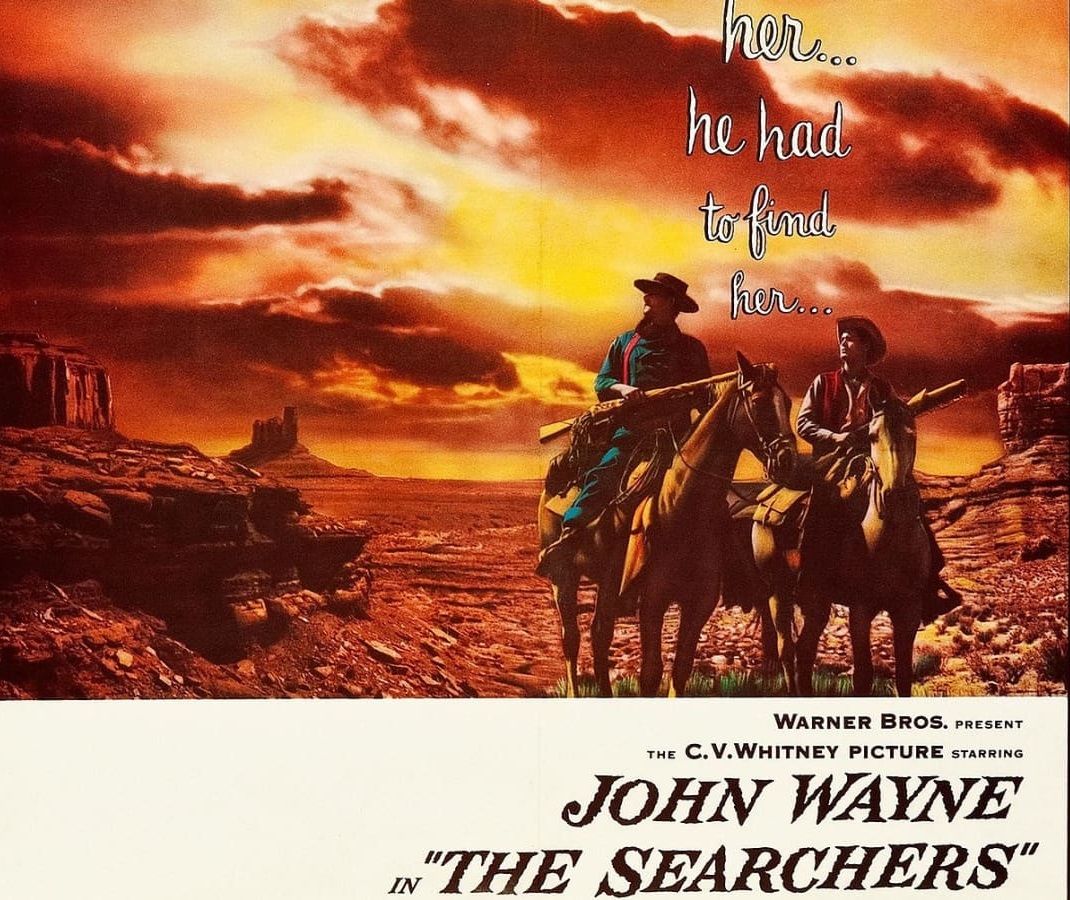 her...
he had
to find
her...
WARNER BROS. PRESENT
THE C.V.WHITNEY PICTURE STARRING
JOHN WAYNE
IN "THE SEARCHERS"